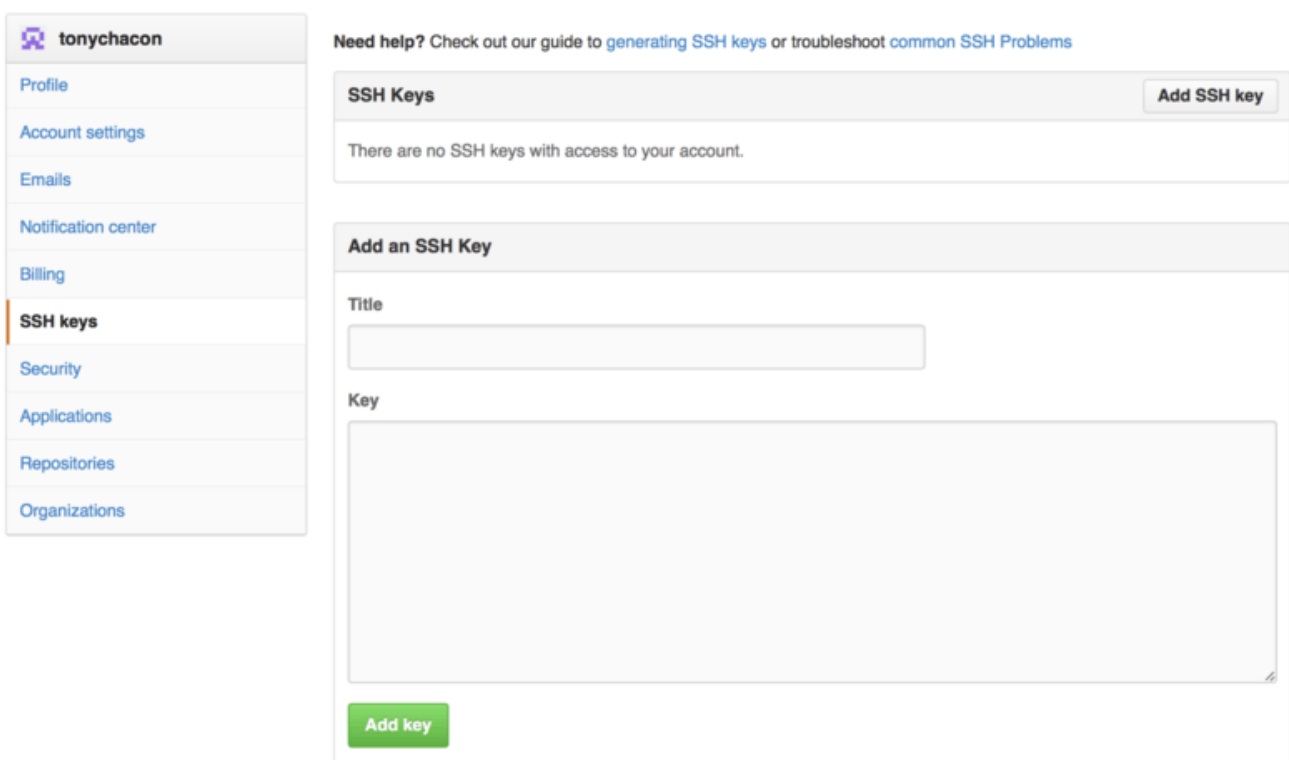 tonychacon
Profile
Account settings
Emails
Notification center
Billing
SSH keys
Security
Applications
Repositories
Organizations
Need help? Check out our guide to generating SSH keys or troubleshoot common SSH Problems
SSH Keys
Add SSH key
There are no SSH keys with access to your account.
Add an SSH Key
Title
Key
Add key